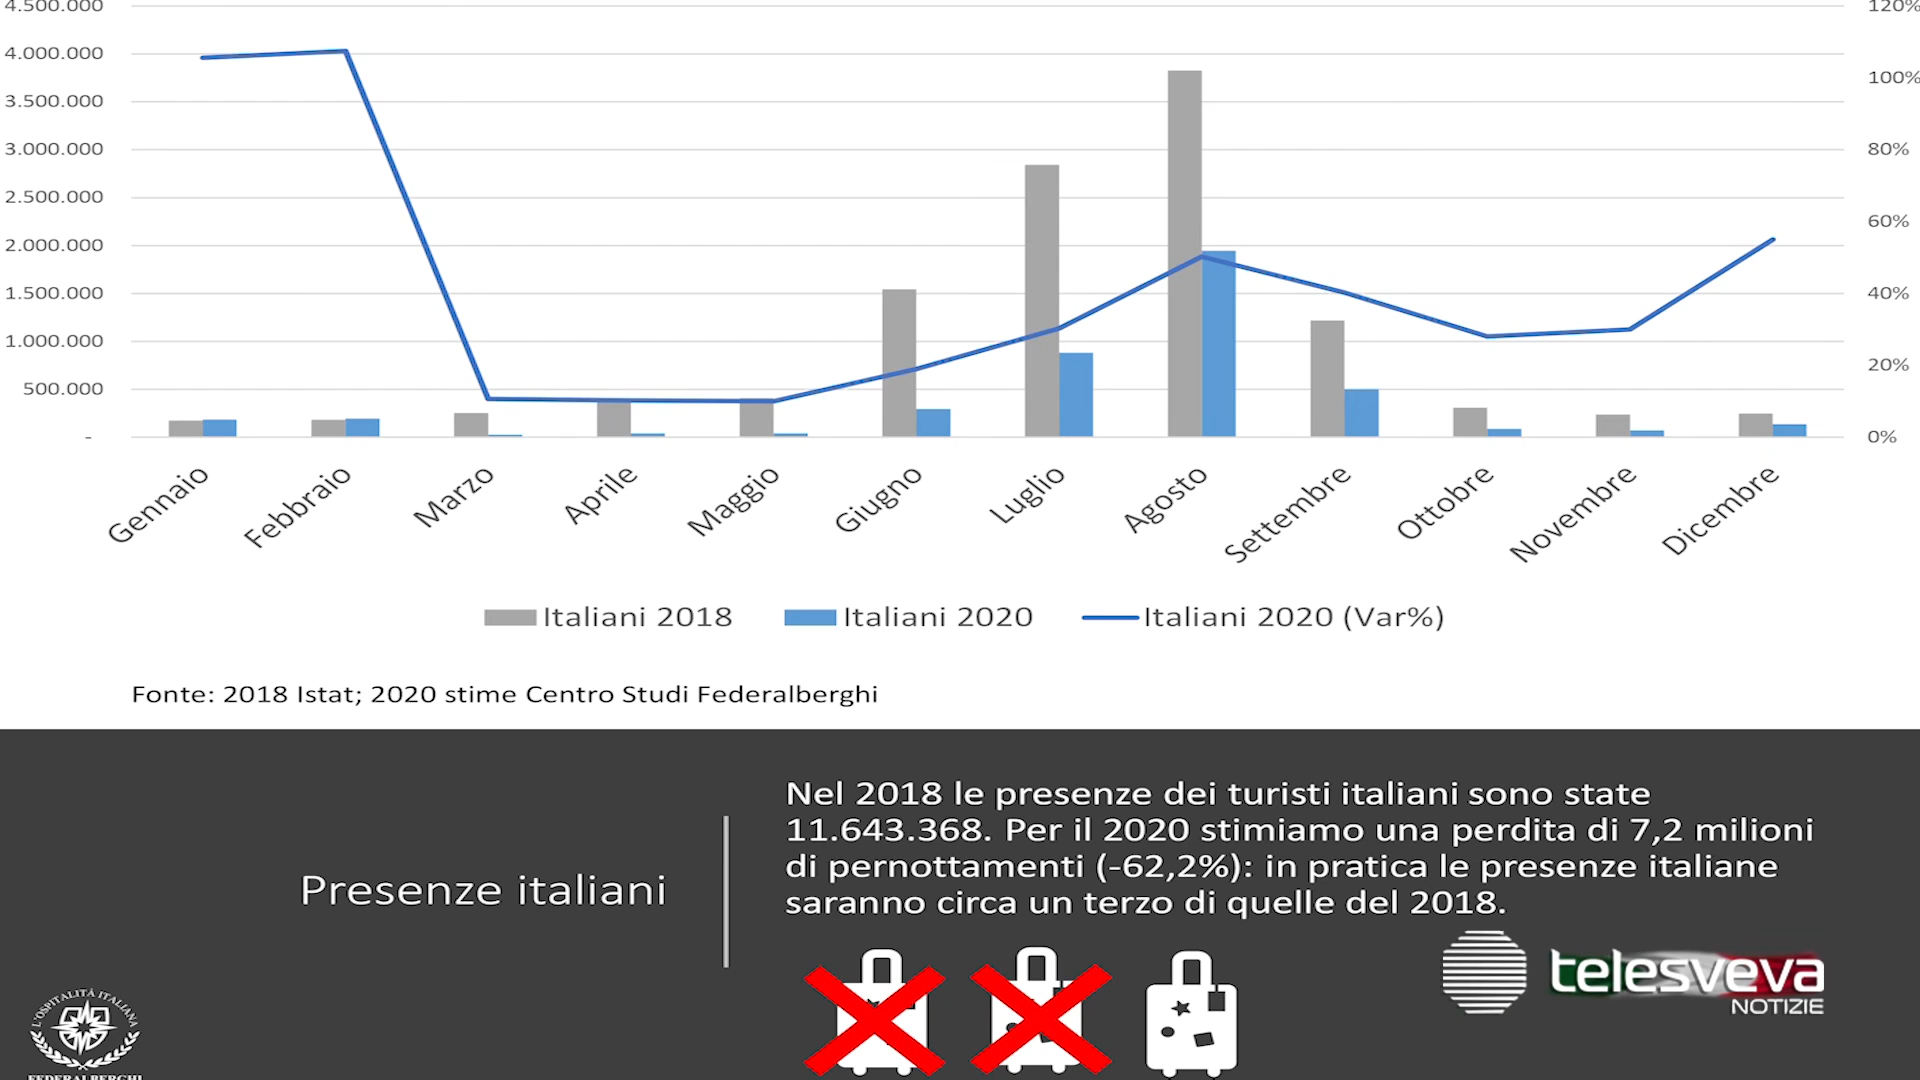 4.500.000
4.000.000
3.500.000
3.000.000
2.500.000
2.000.000
1.500.000
1.000.000
500.000
-
120%
100%
80%
60%
40%
20%
0%
Gennaio
Febbraio
Marzo
Aprile
Maggio
Giugno
Luglio
Agosto
Settembre
Ottobre
Novembre
Dicembre
Italiani 2018
Italiani 2020
Italiani 2020 (Var%)
Fonte: 2018 Istat; 2020 stime Centro Studi Federalberghi
Presenze italiani
Nel 2018 le presenze dei turisti italiani sono state
11.643.368. Per il 2020 stimiamo una perdita di 7,2 milioni
di pernottamenti (-62,2%): in pratica le presenze italiane
saranno circa un terzo di quelle del 2018.
telesveva
NOTIZIE
L'OSPITALITÀ ITALIANA
FEDERALBERGHI